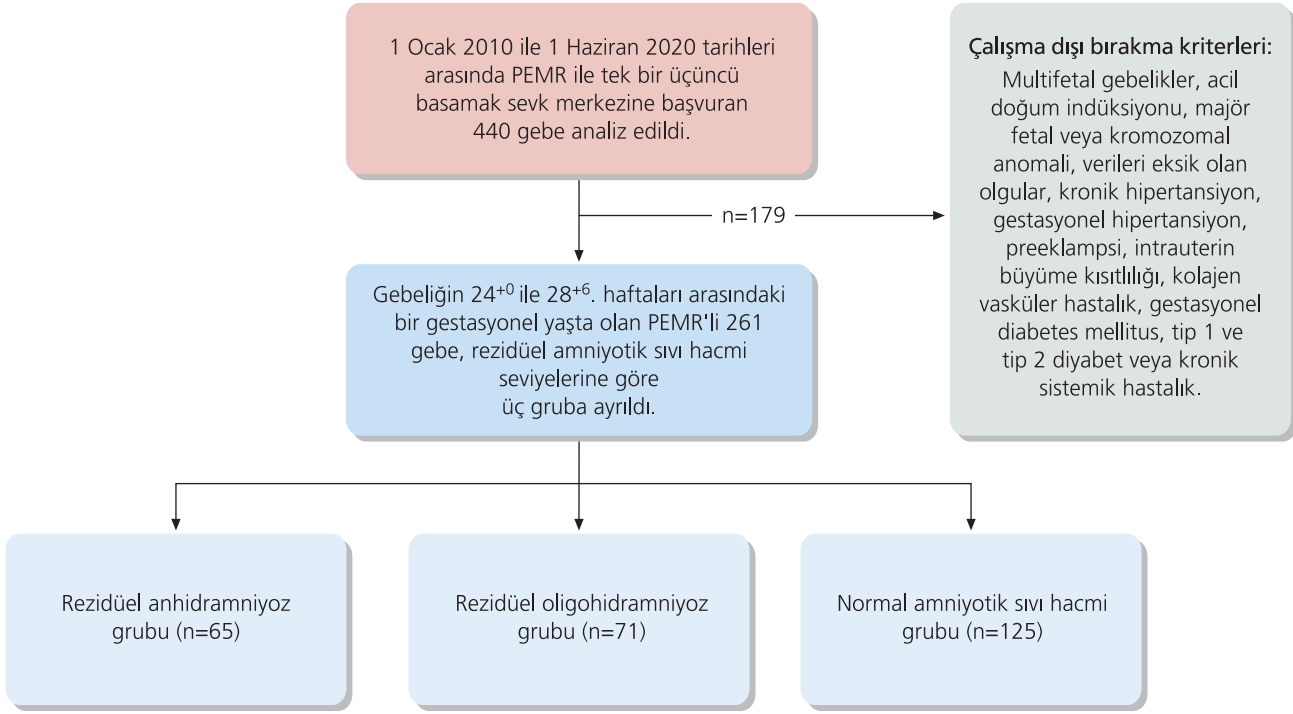 1 Ocak 2010 ile 1 Haziran 2020 tarihleri
arasında PEMR ile tek bir üçüncü
basamak sevk merkezine başvuran
440 gebe analiz edildi.
n=179
Çalışma dışı bırakma kriterleri:
Multifetal gebelikler, acil
doğum indüksiyonu, majör
fetal veya kromozomal
anomali, verileri eksik olan
olgular, kronik hipertansiyon,
gestasyonel hipertansiyon,
preeklampsi, intrauterin
büyüme kısıtlılığı, kolajen
vasküler hastalık, gestasyonel
diabetes mellitus, tip 1 ve
tip 2 diyabet veya kronik
sistemik hastalık.
Gebeliğin 24⁺⁰ ile 28⁺⁶. haftaları arasındaki
bir gestasyonel yaşta olan PEMR'li 261
gebe, rezidüel amniyotik sıvı hacmi
seviyelerine göre
üç gruba ayrıldı.
Rezidüel anhidramniyoz
grubu (n=65)
Rezidüel oligohidramniyoz
grubu (n=71)
Normal amniyotik sıvı hacmi
grubu (n=125)